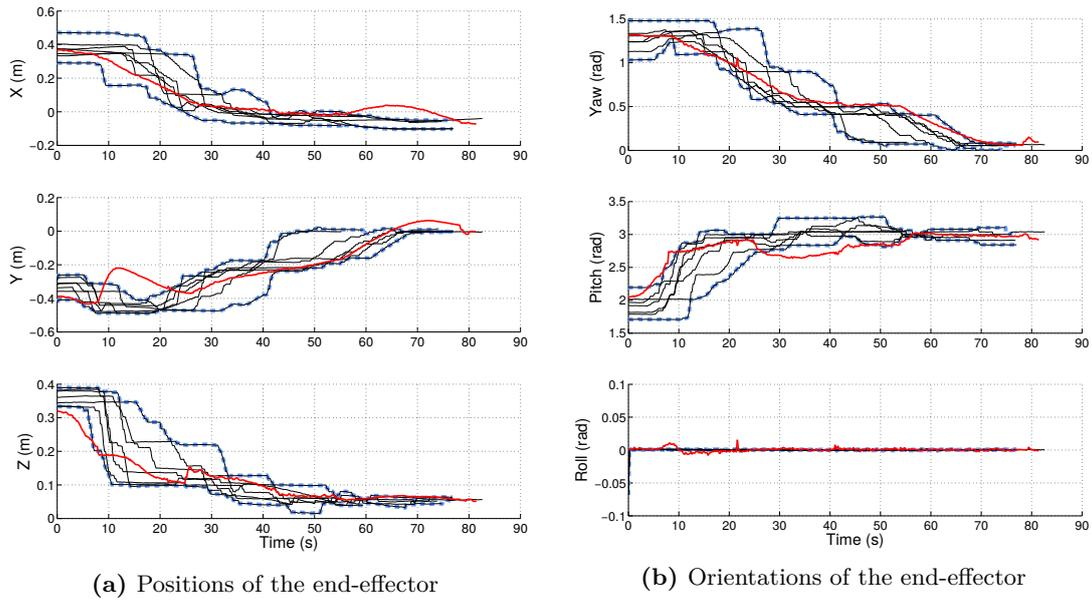 0.6
0.4
0.2
0
−0.2
X (m)
0 10 20 30 40 50 60 70 80 90
0.2
0
−0.2
−0.4
−0.6
Y (m)
0 10 20 30 40 50 60 70 80 90
0.4
0.3
0.2
0.1
0
Z (m)
0 10 20 30 40 50 60 70 80 90
Time (s)
(a) Positions of the end-effector
1.5
1
0.5
0
Yaw (rad)
0 10 20 30 40 50 60 70 80 90
3.5
3
2.5
2
1.5
Pitch (rad)
0 10 20 30 40 50 60 70 80 90
0.1
0.05
0
−0.05
−0.1
Roll (rad)
0 10 20 30 40 50 60 70 80 90
Time (s)
(b) Orientations of the end-effector